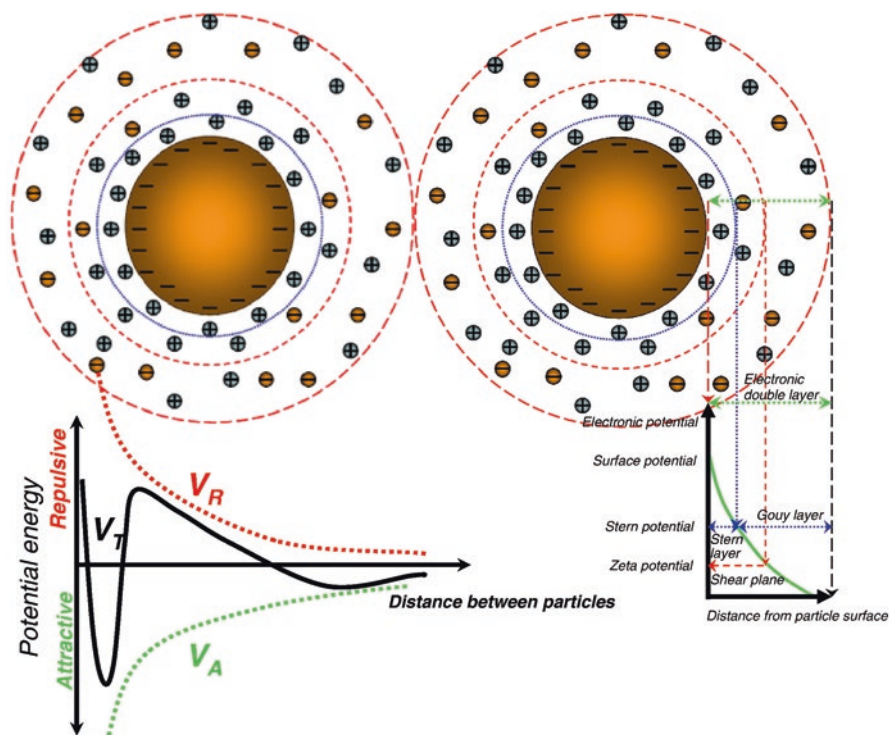 Electronic
double layer
Electronic potential
Surface potential
Stern potential
Gouy layer
Stern
layer
Zeta potential
Shear plane
Distance from particle surface
Potential energy
Repulsive
Attractive
V_R
V_T
V_A
Distance between particles